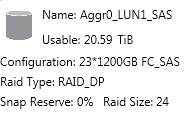 Name: Aggr0_LUN1_SAS
Usable: 20.59 TiB
Configuration: 23*1200GB FC_SAS
Raid Type: RAID_DP
Snap Reserve: 0% Raid Size: 24